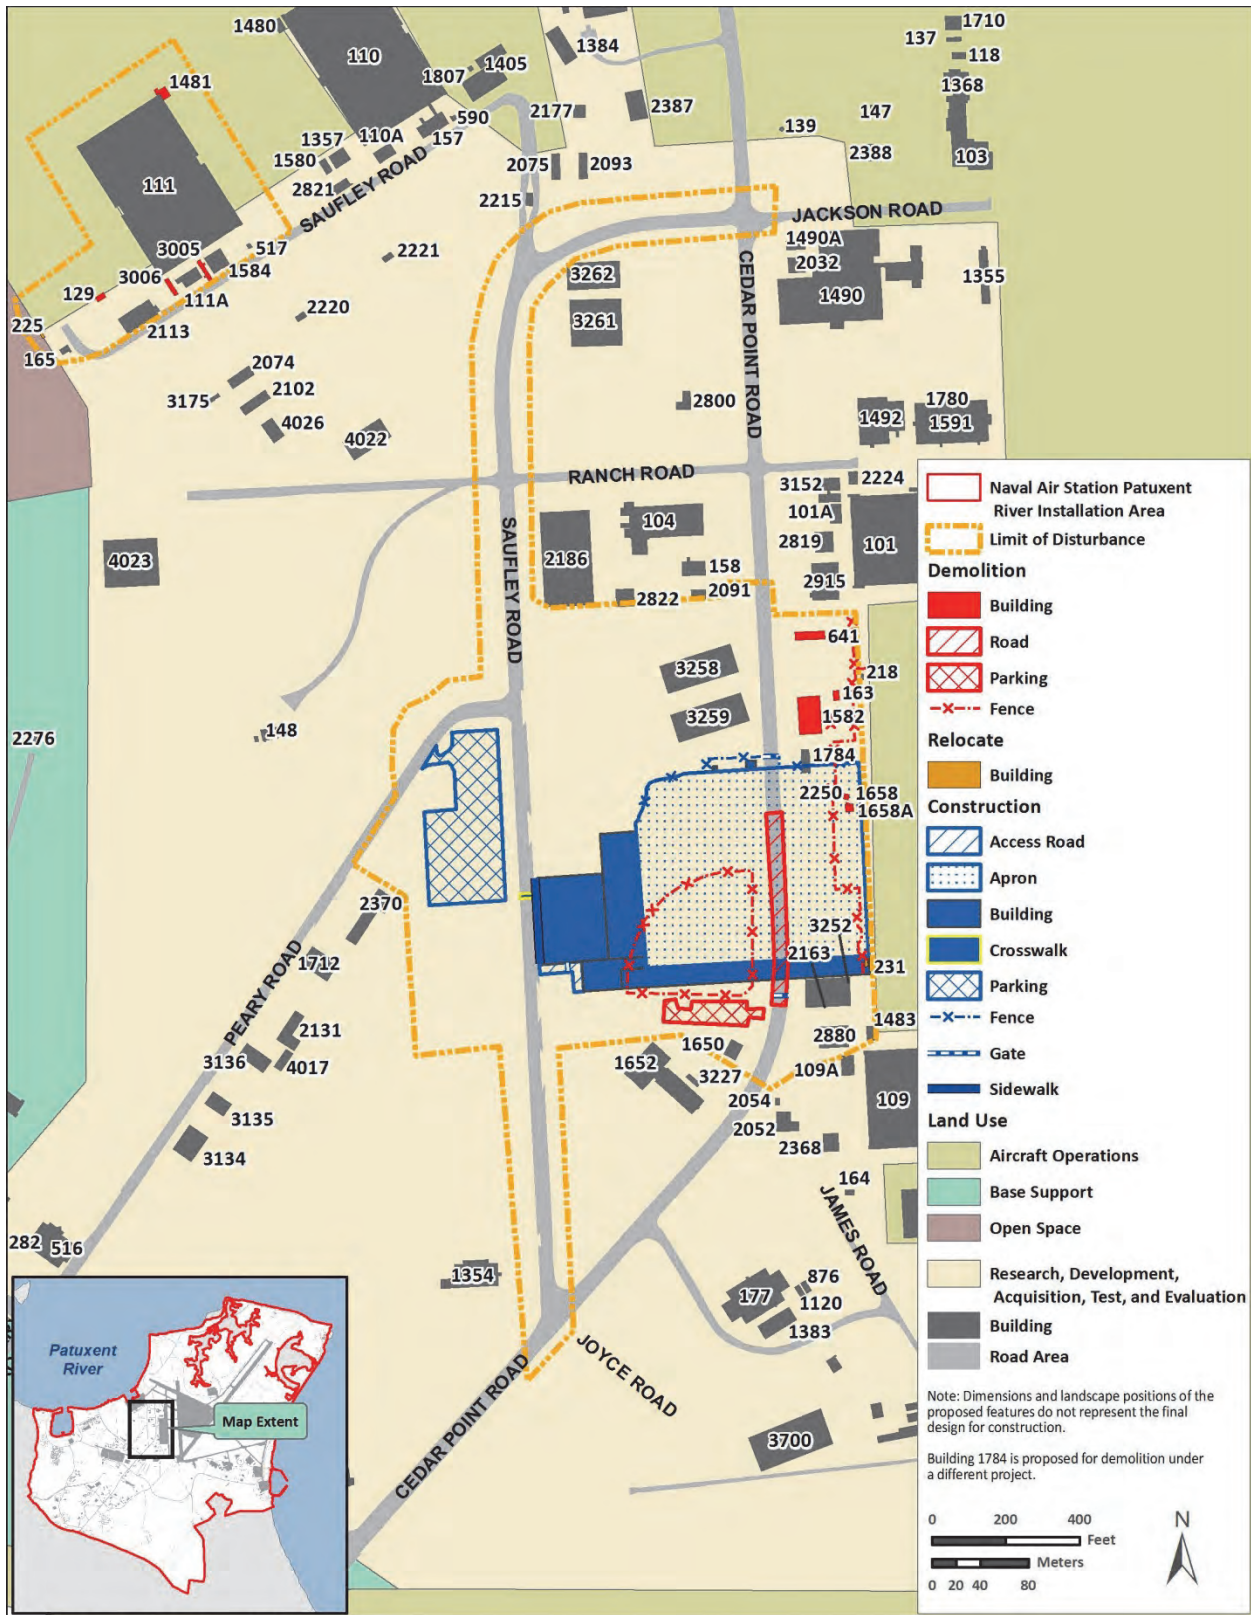 1480
110
1384
1710
137
118
1405
1807
1481
1368
2177
2387
590
147
1357
110A
157
139
1580
2075
2093
2388
103
2821
SAUFLEY ROAD
111
2215
JACKSON ROAD
517
1490A
3005
2221
3006
1584
3262
2032
1355
129
111A
CEDAR POINT ROAD
1490
2220
3261
225
2113
165
2074
2102
3175
2800
1780
4026
1492
1591
4022
RANCH ROAD
2224
3152
101A
104
SAUFLEY ROAD
2819
101
4023
2186
158
2915
2822
2091
641
3258
218
163
3259
1582
148
2276
1784
2250
1658
1658A
2370
3252
2163
1712
231
PEARY ROAD
2131
1483
2880
3136
4017
1650
1652
109A
3227
3135
2054
109
2052
3134
2368
164
JAMES ROAD
282
516
1354
876
177
1120
1383
JOYCE ROAD
CEDAR POINT ROAD
3700
Naval Air Station Patuxent
River Installation Area
Limit of Disturbance
Demolition
Building
Road
Parking
Fence
Relocate
Building
Construction
Access Road
Apron
Building
Crosswalk
Parking
Fence
Gate
Sidewalk
Land Use
Aircraft Operations
Base Support
Open Space
Research, Development,
Acquisition, Test, and Evaluation
Building
Road Area
Note: Dimensions and landscape positions of the
proposed features do not represent the final
design for construction.
Building 1784 is proposed for demolition under
a different project.
0 200 400
Feet
Meters
0 20 40 80
N
Patuxent
River
Map Extent